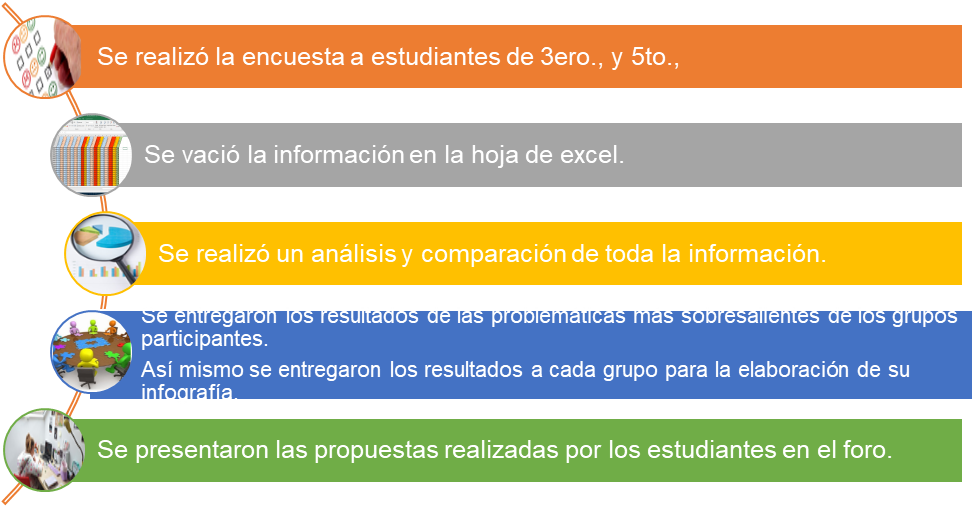 Se realizó la encuesta a estudiantes de 3ero., y 5to.,
Se vació la información en la hoja de excel.
Se realizó un análisis y comparación de toda la información.
Se entregaron los resultados de las problemáticas más sobresalientes de los grupos
participantes.
Así mismo se entregaron los resultados a cada grupo para la elaboración de su
infografía.
Se presentaron las propuestas realizadas por los estudiantes en el foro.